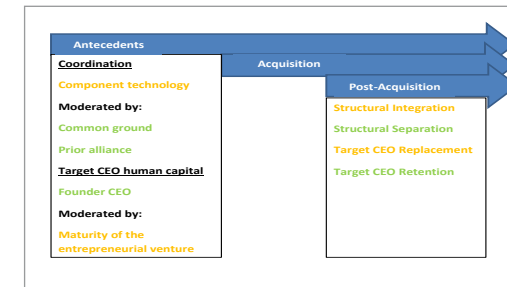 Antecedents
Coordination
Component technology
Moderated by:
Common ground
Prior alliance
Target CEO human capital
Founder CEO
Moderated by:
Maturity of the
entrepreneurial venture
Acquisition
Post-Acquisition
Structural Integration
Structural Separation
Target CEO Replacement
Target CEO Retention